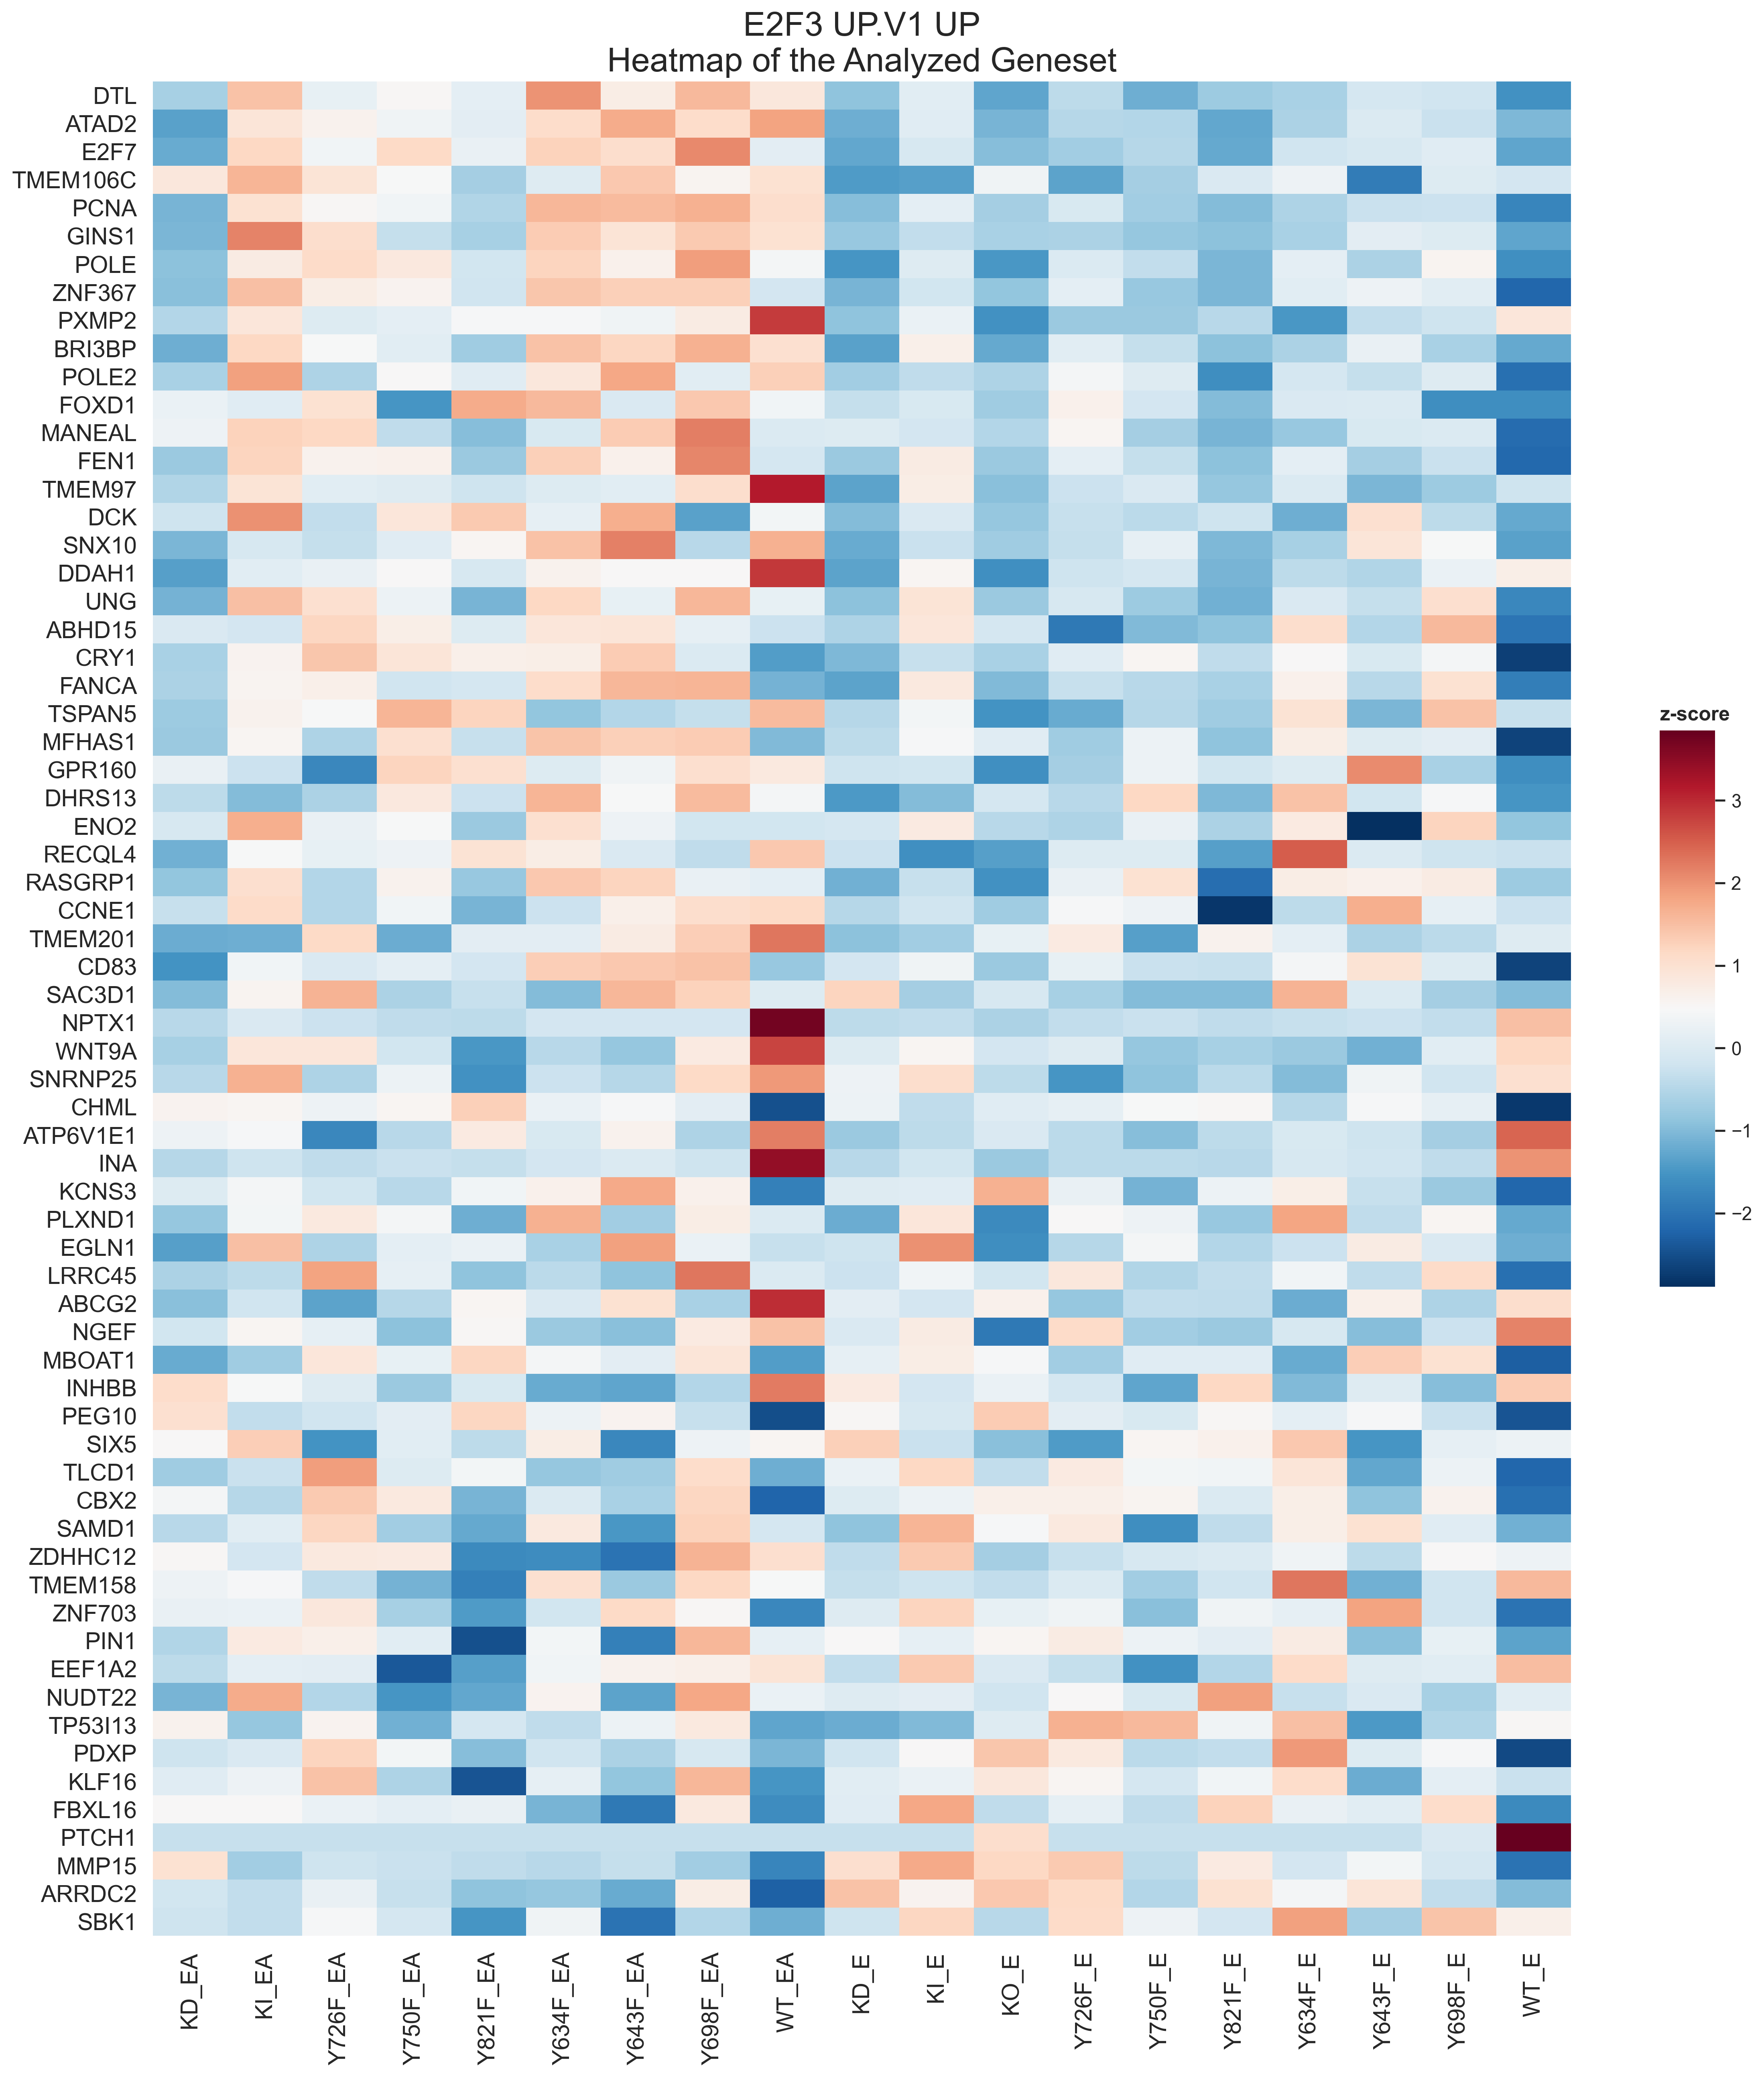 E2F3 UP.V1 UP
Heatmap of the Analyzed Geneset
DTL
ATAD2
E2F7
TMEM106C
PCNA
GINS1
POLE
ZNF367
PXMP2
BRI3BP
POLE2
FOXD1
MANEAL
FEN1
TMEM97
DCK
SNX10
DDAH1
UNG
ABHD15
CRY1
FANCA
TSPAN5
MFHAS1
GPR160
DHRS13
ENO2
RECQL4
RASGRP1
CCNE1
TMEM201
CD83
SAC3D1
NPTX1
WNT9A
SNRNP25
CHML
ATP6V1E1
INA
KCNS3
PLXND1
EGLN1
LRRC45
ABCG2
NGEF
MBOAT1
INHBB
PEG10
SIX5
TLCD1
CBX2
SAMD1
ZDHHC12
TMEM158
ZNF703
PIN1
EEF1A2
NUDT22
TP53I13
PDXP
KLF16
FBXL16
PTCH1
MMP15
ARRDC2
SBK1
KD_EA
KI_EA
Y726F_EA
Y750F_EA
Y821F_EA
Y634F_EA
Y643F_EA
Y698F_EA
WT_EA
KD_E
KI_E
KO_E
Y726F_E
Y750F_E
Y821F_E
Y634F_E
Y643F_E
Y698F_E
WT_E
z-score
3
2
1
0
−1
−2